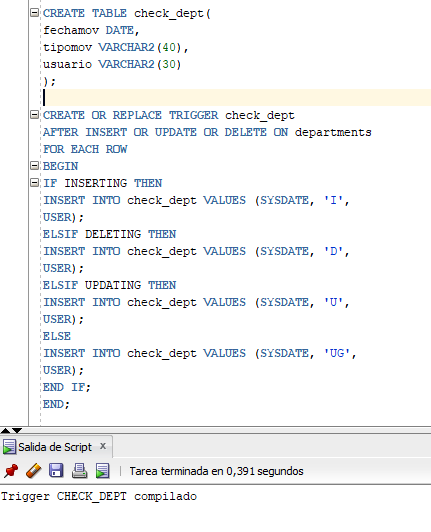 CREATE TABLE check_dept(
fechamov DATE,
tipomov VARCHAR2(40),
usuario VARCHAR2(30)
);
CREATE OR REPLACE TRIGGER check_dept
AFTER INSERT OR UPDATE OR DELETE ON departments
FOR EACH ROW
BEGIN
IF INSERTING THEN
INSERT INTO check_dept VALUES (SYSDATE, 'I',
USER);
ELSIF DELETING THEN
INSERT INTO check_dept VALUES (SYSDATE, 'D',
USER);
ELSIF UPDATING THEN
INSERT INTO check_dept VALUES (SYSDATE, 'U',
USER);
ELSE
INSERT INTO check_dept VALUES (SYSDATE, 'UG',
USER);
END IF;
END;
Salida de Script x
Tarea terminada en 0,391 segundos
Trigger CHECK_DEPT compilado